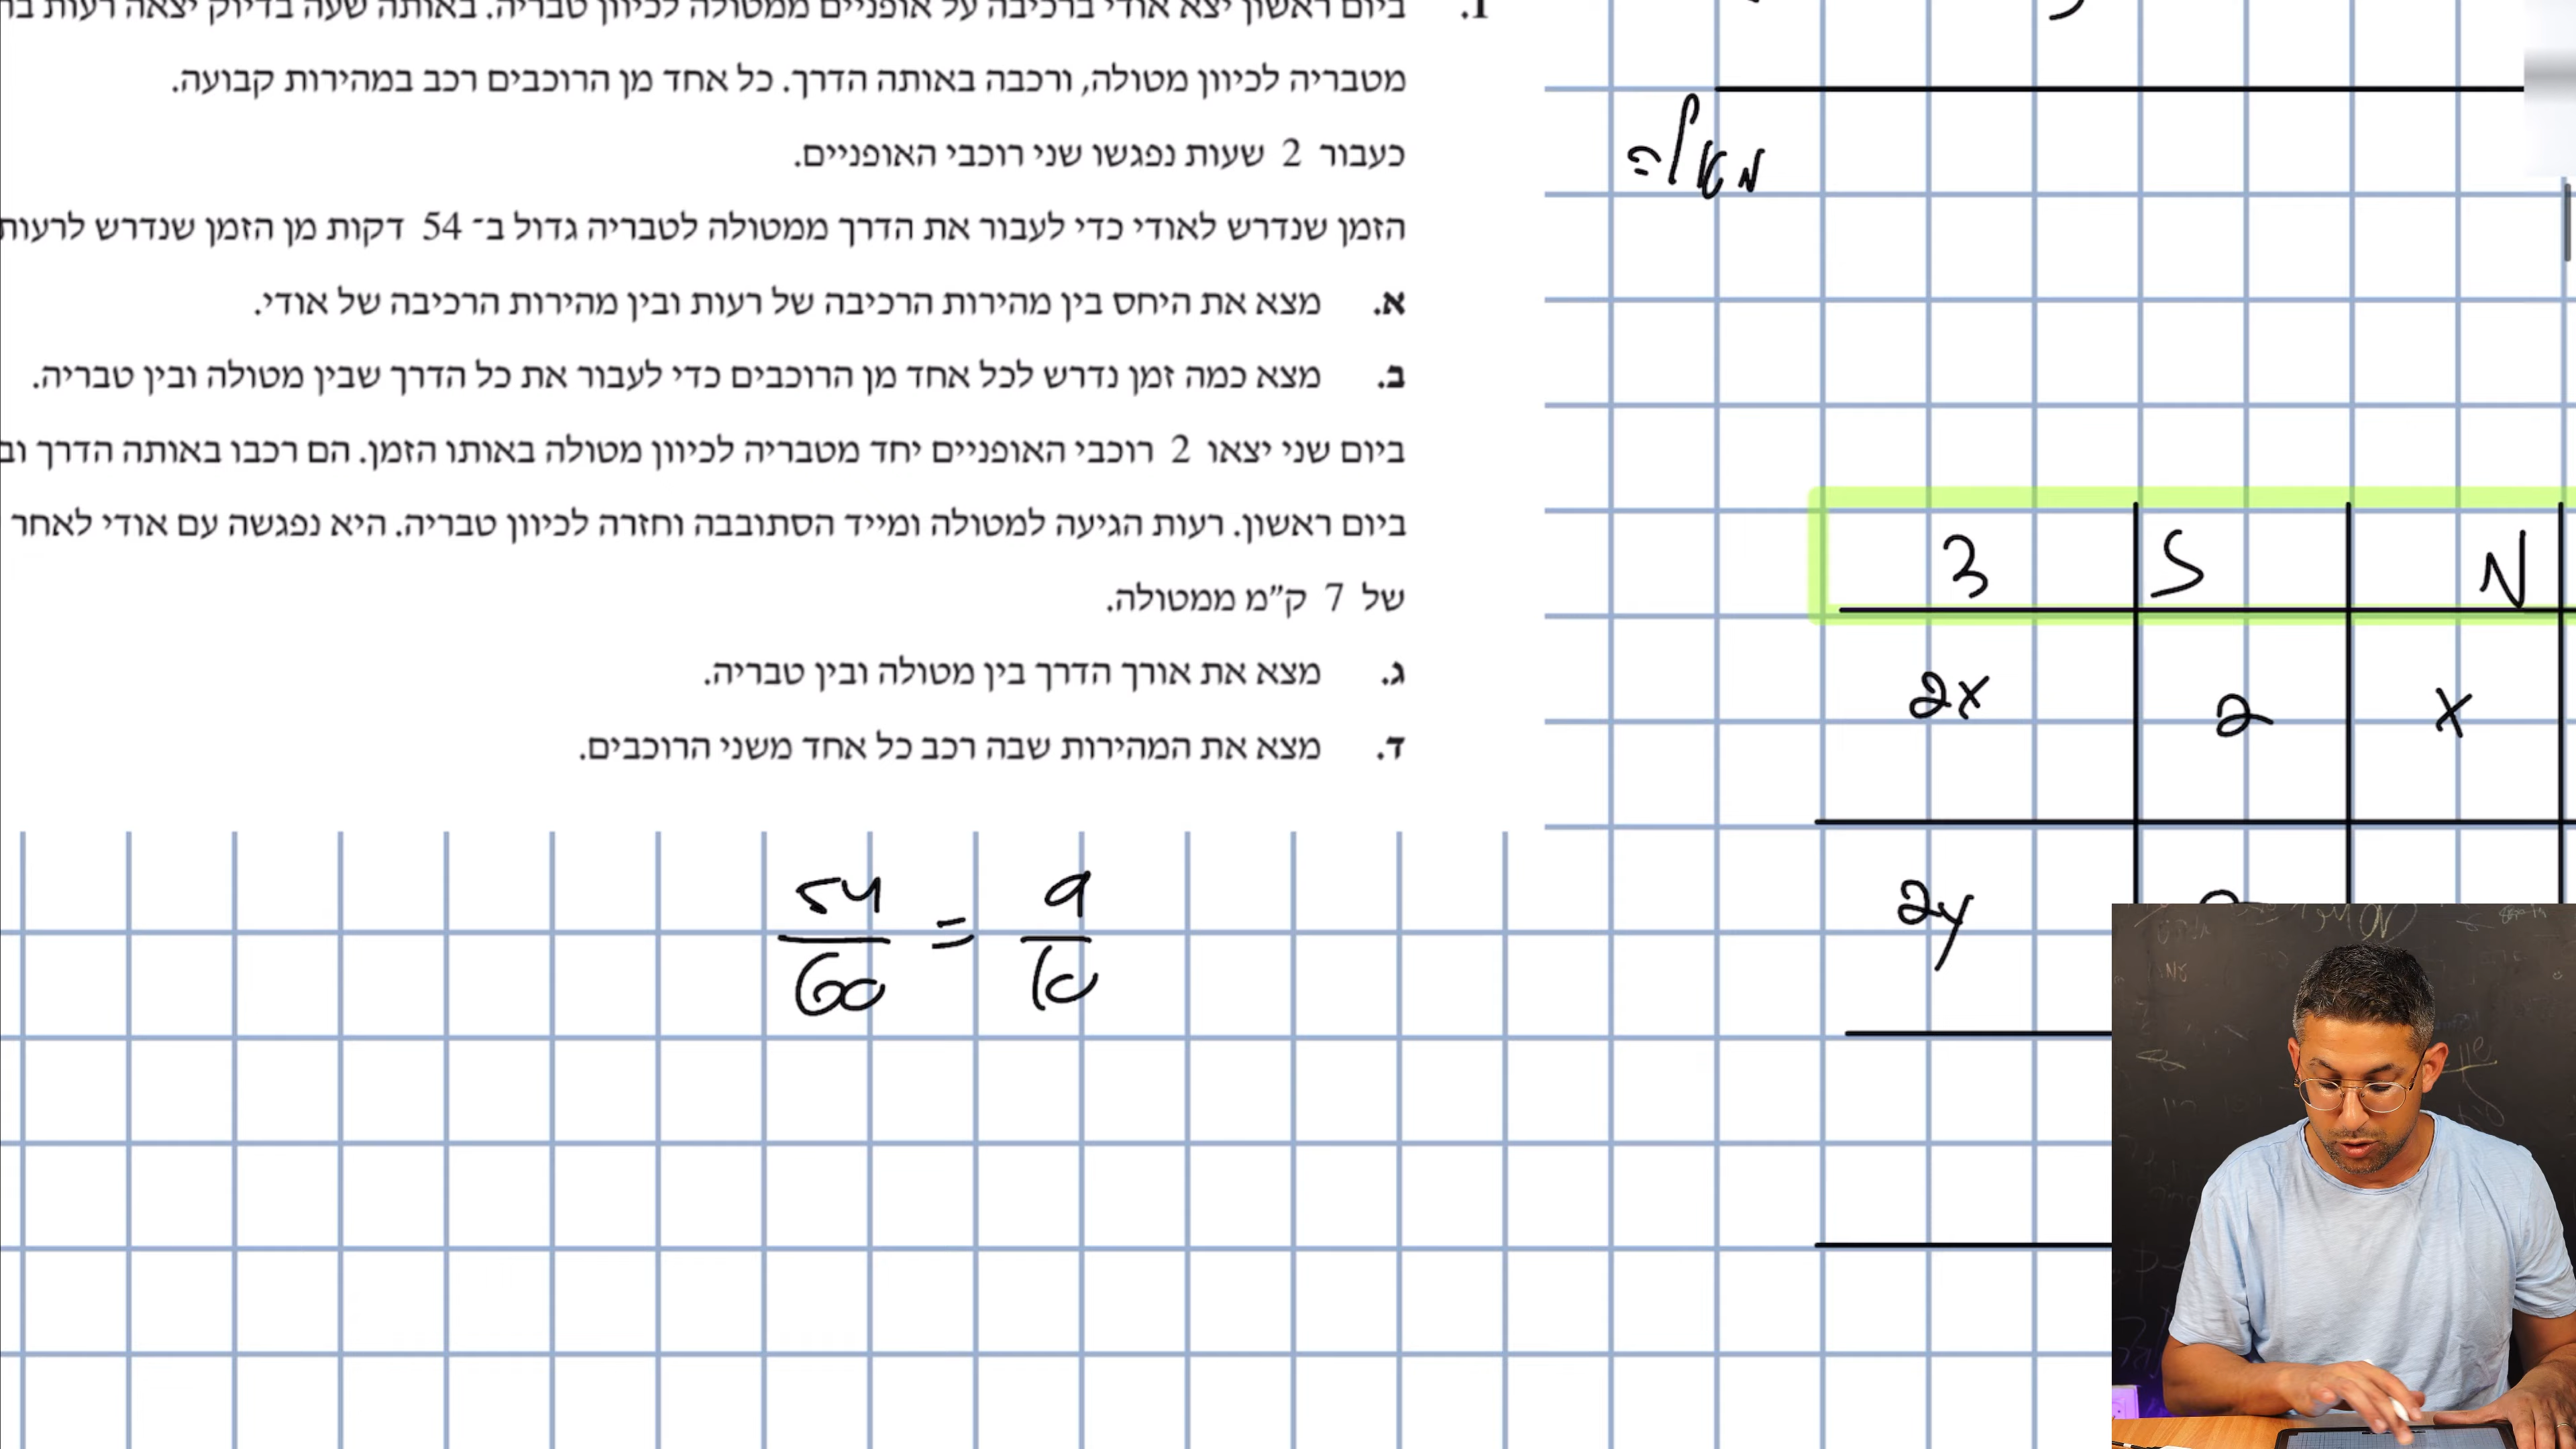 1. ביום ראשון יצא אודי ברכיבה על אופניים ממטולה לכיוון טבריה. באותה שעה בדיוק יצאה רעות
מטבריה לכיוון מטולה, ורכבה באותה הדרך. כל אחד מן הרוכבים רכב במהירות קבועה.
כעבור 2 שעות נפגשו שני רוכבי האופניים.
הזמן שנדרש לאודי כדי לעבור את הדרך ממטולה לטבריה גדול ב־ 54 דקות מן הזמן שנדרש לרעות
א. מצא את היחס בין מהירות הרכיבה של רעות ובין מהירות הרכיבה של אודי.
ב. מצא כמה זמן נדרש לכל אחד מן הרוכבים כדי לעבור את כל הדרך שבין מטולה ובין טבריה.
ביום שני יצאו 2 רוכבי האופניים יחד מטבריה לכיוון מטולה באותו הזמן. הם רכבו באותה הדרך
ביום ראשון. רעות הגיעה למטולה ומייד הסתובבה וחזרה לכיוון טבריה. היא נפגשה עם אודי לאחר
של 7 ק״מ ממטולה.
ג. מצא את אורך הדרך בין מטולה ובין טבריה.
ד. מצא את המהירות שבה רכב כל אחד משני הרוכבים.
54/60 = 9/10
מטולה
2x 2 x
2y